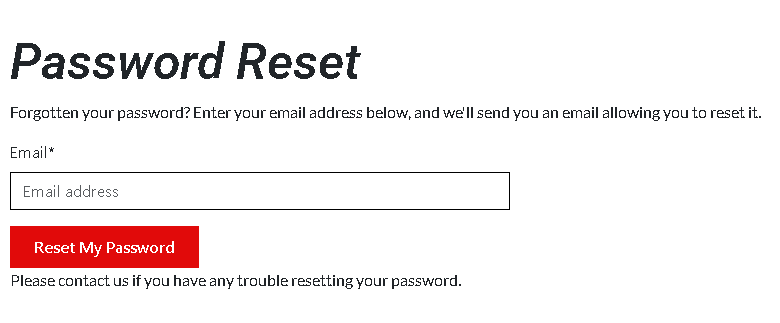 Password Reset
Forgotten your password? Enter your email address below, and we'll send you an email allowing you to reset it.
Email*
Email address
Reset My Password
Please contact us if you have any trouble resetting your password.